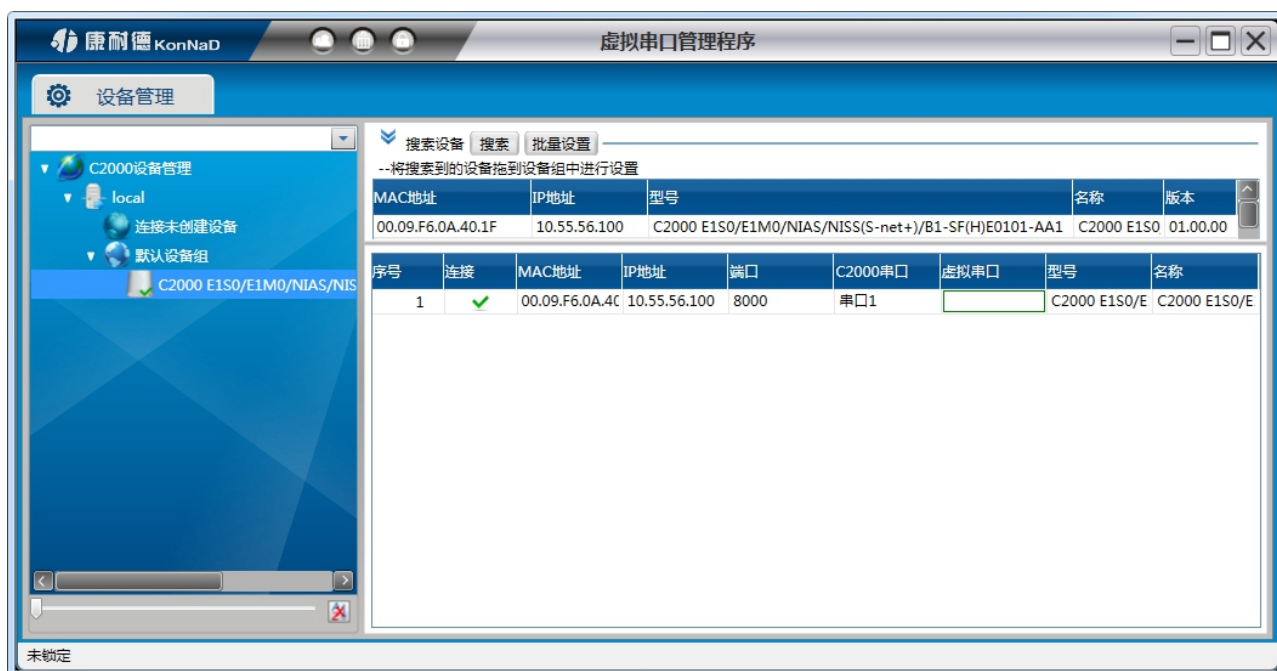 康耐德 KonNaD
虚拟串口管理程序
设备管理
搜索设备 搜索 批量设置
--将搜索到的设备拖到设备组中进行设置
C2000设备管理
local
连接未创建设备
默认设备组
C2000 E1S0/E1M0/NIAS/NIS
MAC地址 IP地址 型号 名称 版本
00.09.F6.0A.40.1F 10.55.56.100 C2000 E1S0/E1M0/NIAS/NISS(S-net+)/B1-SF(H)E0101-AA1 C2000 E1S0 01.00.00
序号 连接 MAC地址 IP地址 端口 C2000串口 虚拟串口 型号 名称
1 00.09.F6.0A.40 10.55.56.100 8000 串口1 C2000 E1S0/E C2000 E1S0/E
未锁定